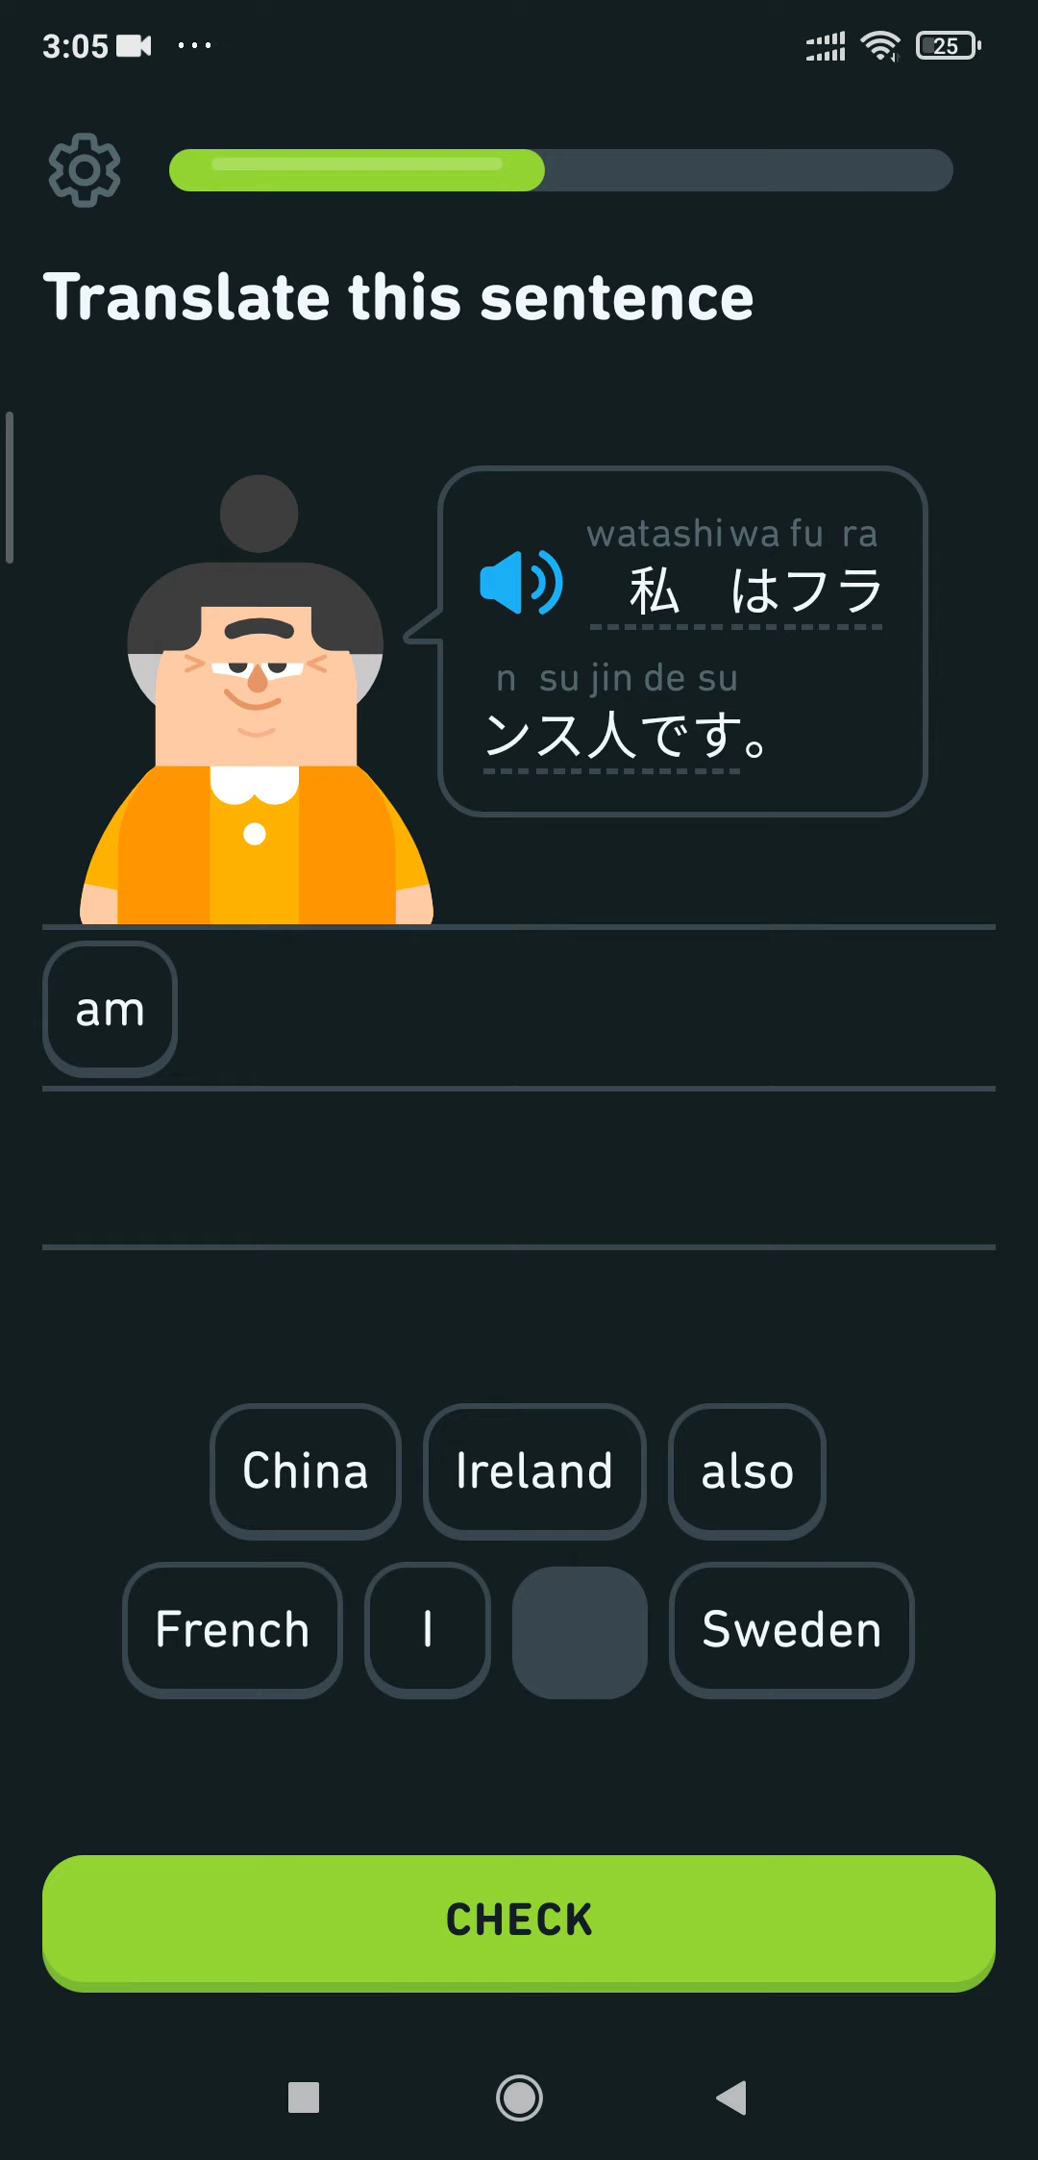 3:05
25
Translate this sentence
watashi wa fu ra
私 はフラ
n su jin de su
ンス人です。
am
China Ireland also
French I Sweden
CHECK